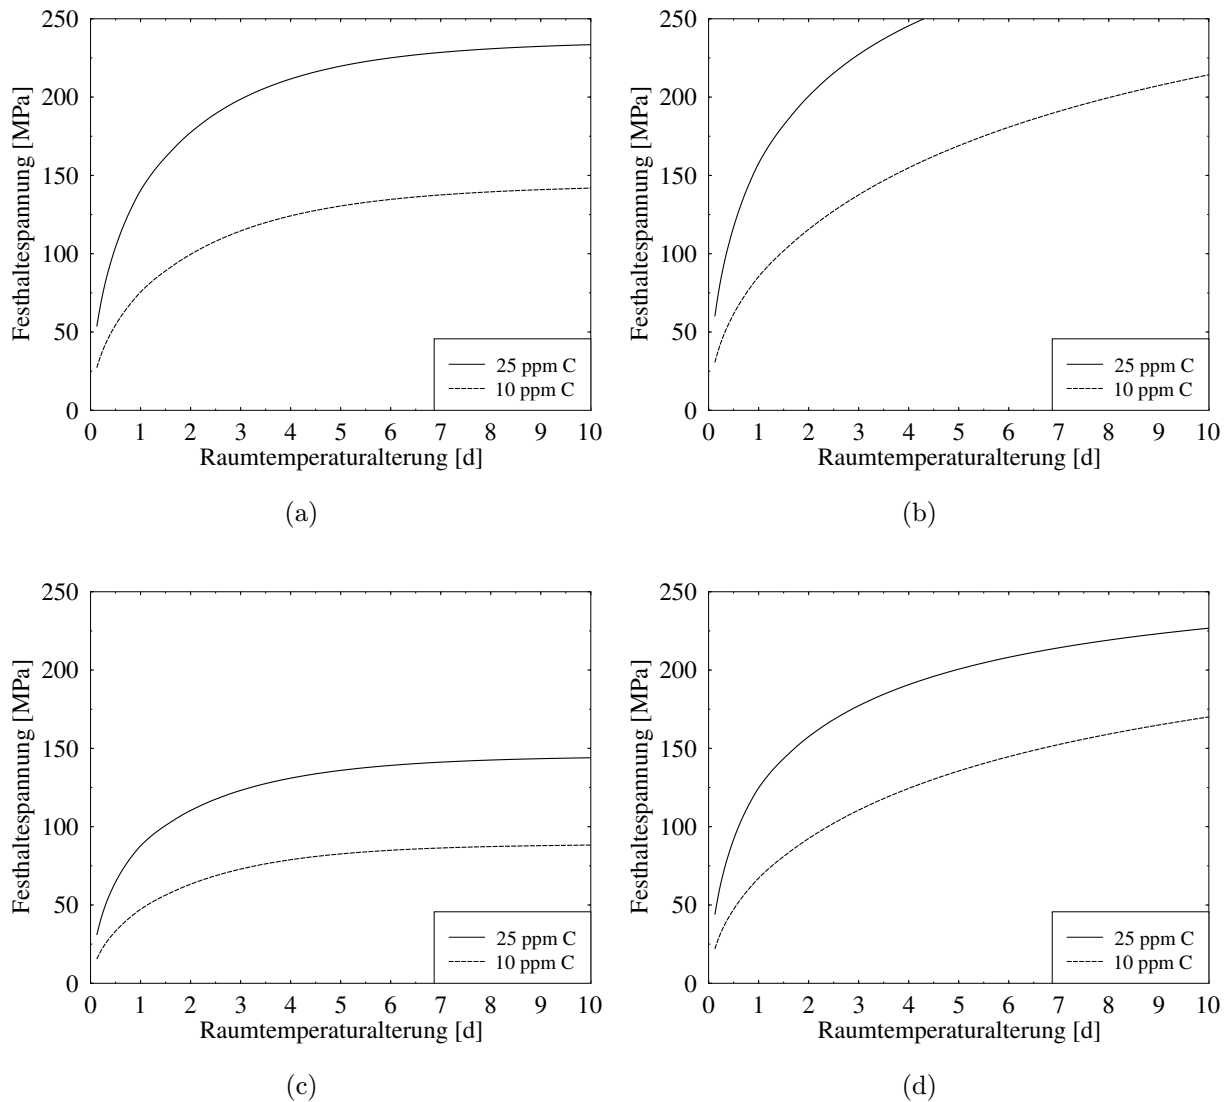 250
200
150
100
50
0
Festhaltespannung [MPa]
25 ppm C
10 ppm C
0 1 2 3 4 5 6 7 8 9 10
Raumtemperaturalterung [d]
(a)
250
200
150
100
50
0
Festhaltespannung [MPa]
25 ppm C
10 ppm C
0 1 2 3 4 5 6 7 8 9 10
Raumtemperaturalterung [d]
(b)
250
200
150
100
50
0
Festhaltespannung [MPa]
25 ppm C
10 ppm C
0 1 2 3 4 5 6 7 8 9 10
Raumtemperaturalterung [d]
(c)
250
200
150
100
50
0
Festhaltespannung [MPa]
25 ppm C
10 ppm C
0 1 2 3 4 5 6 7 8 9 10
Raumtemperaturalterung [d]
(d)